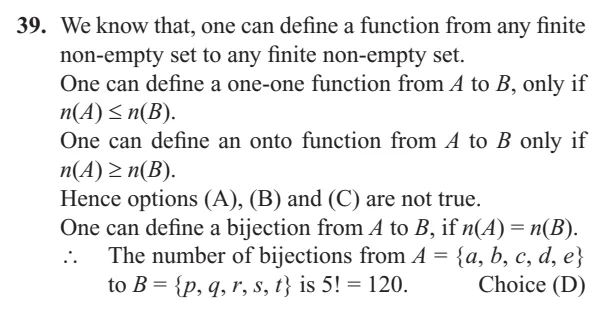 39. We know that, one can define a function from any finite
non-empty set to any finite non-empty set.
One can define a one-one function from A to B, only if
n(A) ≤ n(B).
One can define an onto function from A to B only if
n(A) ≥ n(B).
Hence options (A), (B) and (C) are not true.
One can define a bijection from A to B, if n(A) = n(B).
∴ The number of bijections from A = {a, b, c, d, e}
to B = {p, q, r, s, t} is 5! = 120. Choice (D)